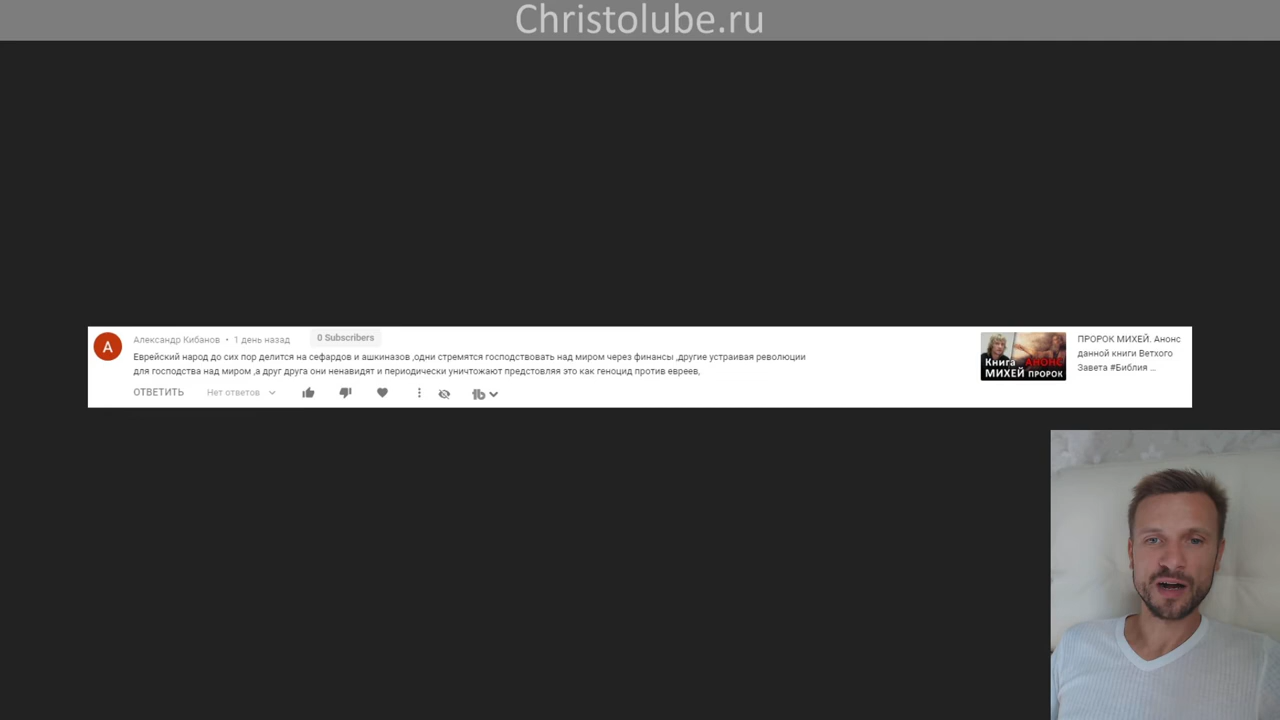 Christolube.ru
А
Александр Кибанов • 1 день назад
0 Subscribers
Еврейский народ до сих пор делится на сефардов и ашкиназов ,одни стремятся господствовать над миром через финансы ,другие устраивая революции
для господства над миром ,а друг друга они ненавидят и периодически уничтожают предстовляя это как геноцид против евреев,
ОТВЕТИТЬ
Нет ответов
Книга
АНОНС
МИХЕЙ ПРОРОК
ПРОРОК МИХЕЙ. Анонс
данной книги Ветхого
Завета #Библия ...